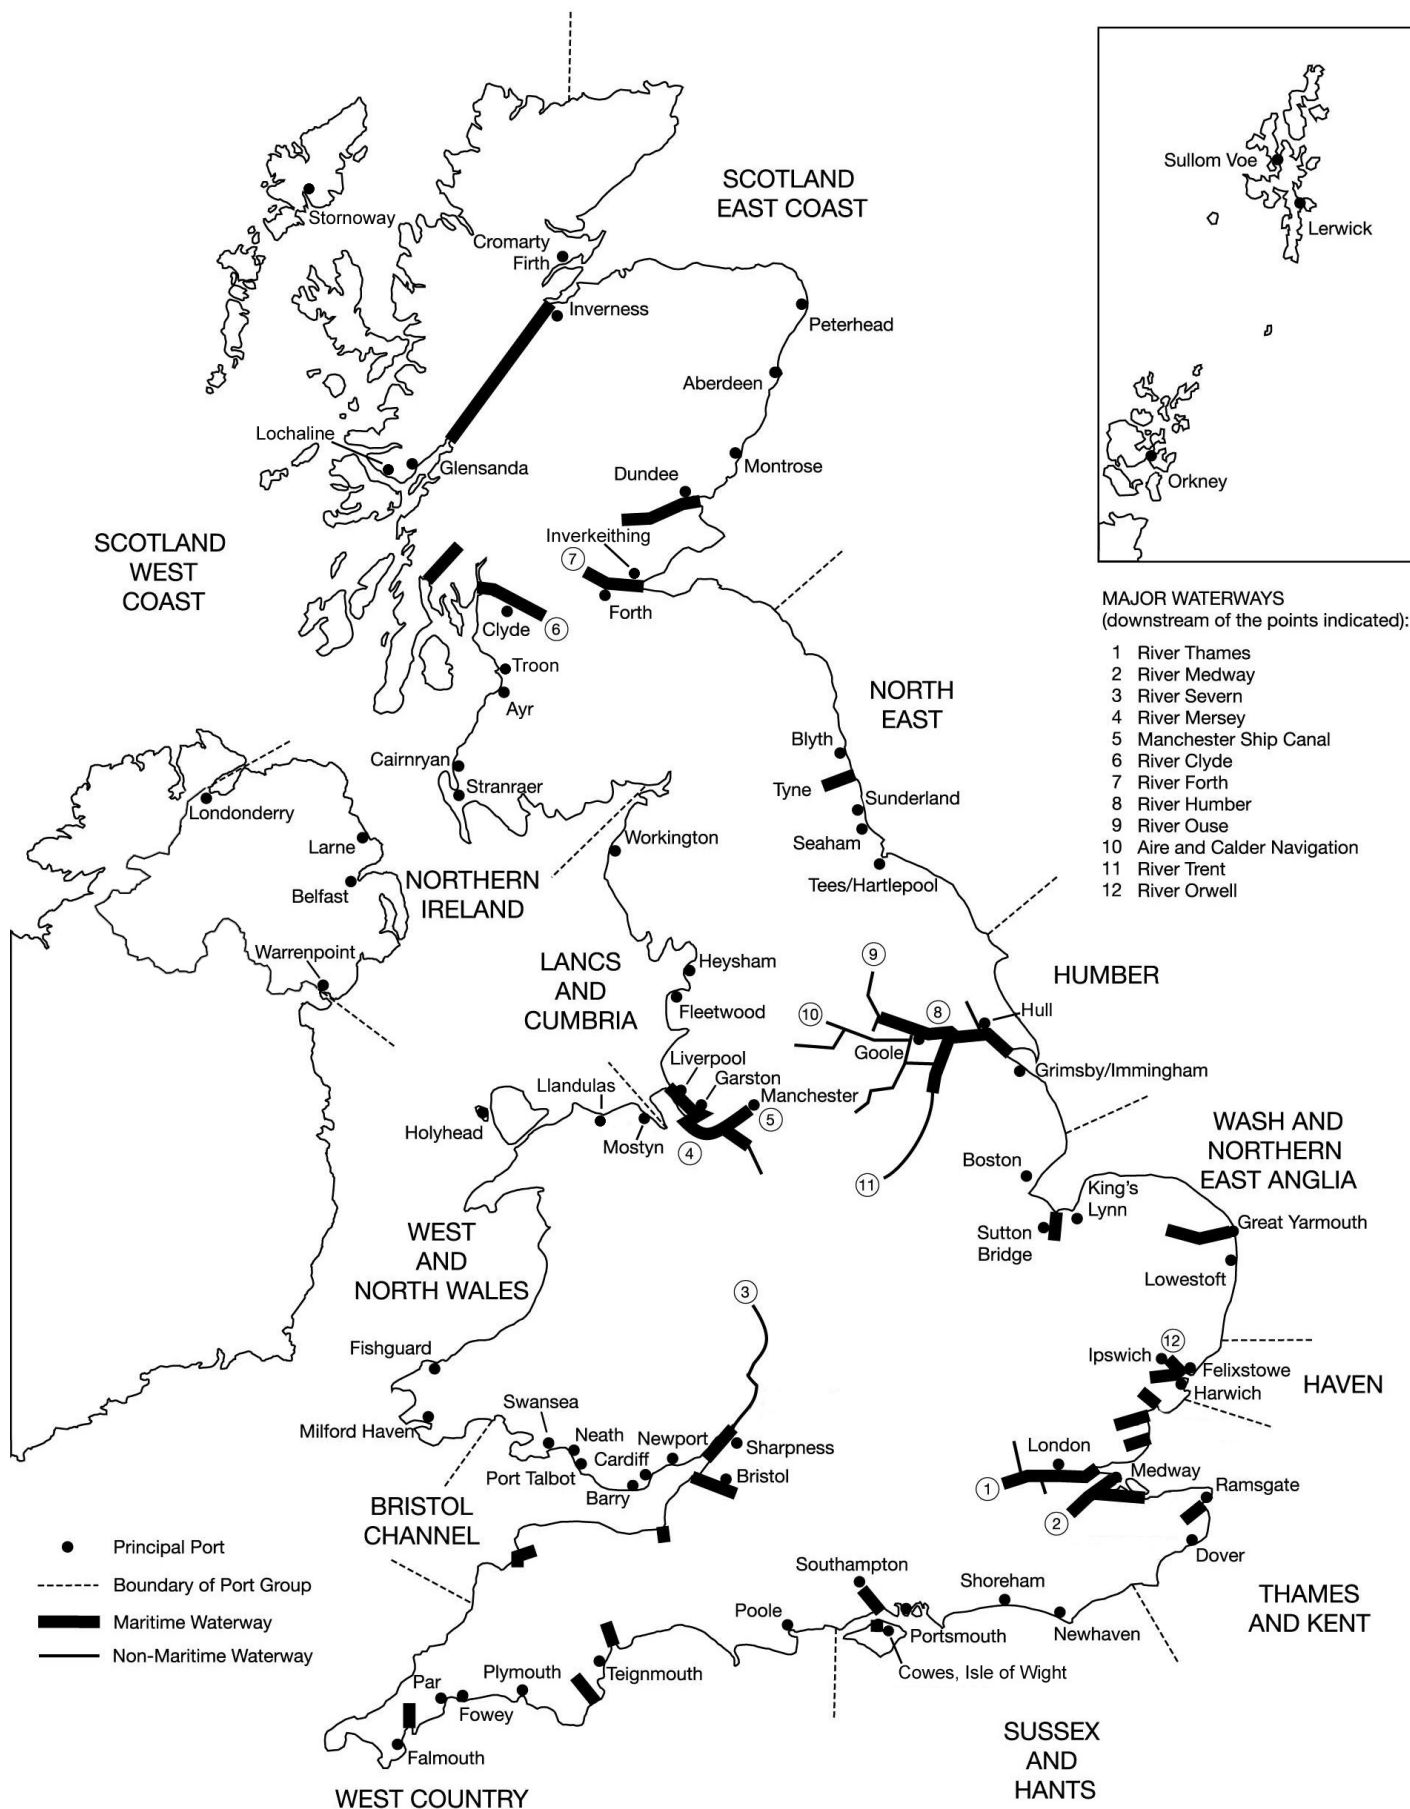 SCOTLAND
EAST COAST
Sullom Voe
Lerwick
Stornoway
Cromarty
Firth
Inverness
Peterhead
Aberdeen
Lochaline
Glensanda
Montrose
Dundee
Orkney
Inverkeithing
SCOTLAND
WEST
COAST
7
Forth
Clyde
6
Troon
Ayr
MAJOR WATERWAYS
(downstream of the points indicated):
1 River Thames
2 River Medway
3 River Severn
4 River Mersey
5 Manchester Ship Canal
6 River Clyde
7 River Forth
8 River Humber
9 River Ouse
10 Aire and Calder Navigation
11 River Trent
12 River Orwell
NORTH
EAST
Blyth
Tyne
Sunderland
Seaham
Tees/Hartlepool
Cairnryan
Stranraer
Londonderry
Larne
Belfast
Warrenpoint
NORTHERN
IRELAND
Workington
LANCS
AND
CUMBRIA
Heysham
Fleetwood
HUMBER
9
10
8
Hull
Goole
Grimsby/Immingham
11
Liverpool
Garston
Manchester
5
4
Llandulas
Mostyn
Holyhead
WASH AND
NORTHERN
EAST ANGLIA
Boston
King's
Lynn
Sutton
Bridge
Great Yarmouth
Lowestoft
WEST
AND
NORTH WALES
3
Fishguard
Milford Haven
12
Ipswich
Felixstowe
Harwich
HAVEN
Swansea
Neath
Port Talbot
Cardiff
Barry
Newport
Sharpness
Bristol
BRISTOL
CHANNEL
London
1
Medway
2
Ramsgate
Dover
THAMES
AND KENT
Principal Port
Boundary of Port Group
Maritime Waterway
Non-Maritime Waterway
Southampton
Shoreham
Poole
Portsmouth
Newhaven
Cowes, Isle of Wight
Teignmouth
Plymouth
Par
Fowey
Falmouth
WEST COUNTRY
SUSSEX
AND
HANTS